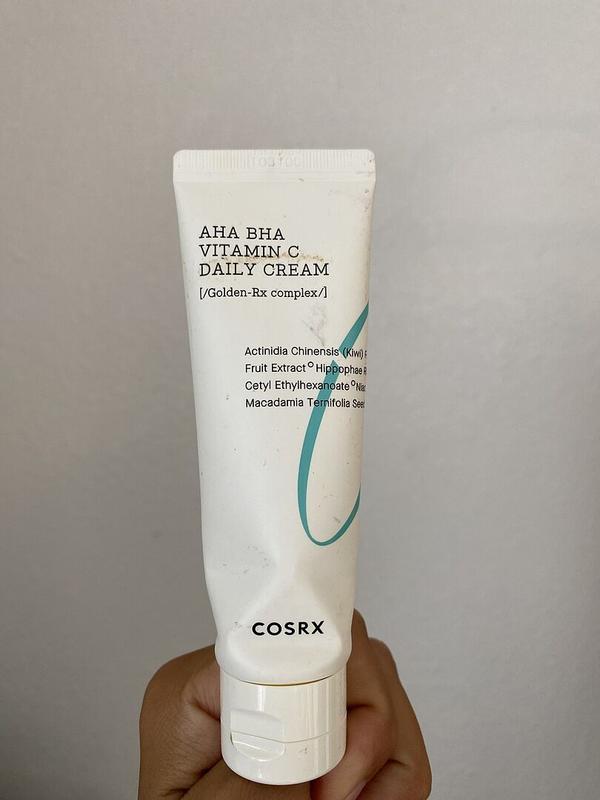 AHA BHA
VITAMIN C
DAILY CREAM
[/Golden-Rx complex/]
Actinidia Chinensis (Kiwi)
Fruit Extract Hippophae
Cetyl Ethylhexanoate
Macadamia Ternifolia Seed
COSRX